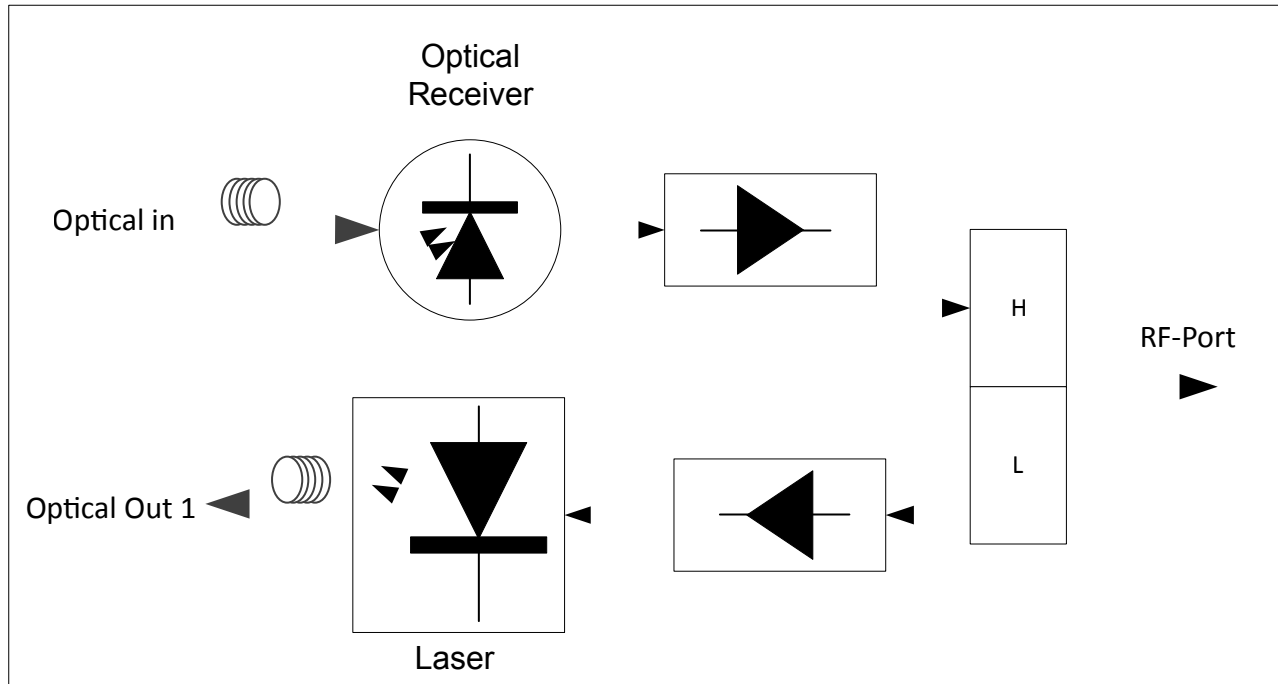 Optical
Receiver
Optical in
H
RF-Port
L
Optical Out 1
Laser